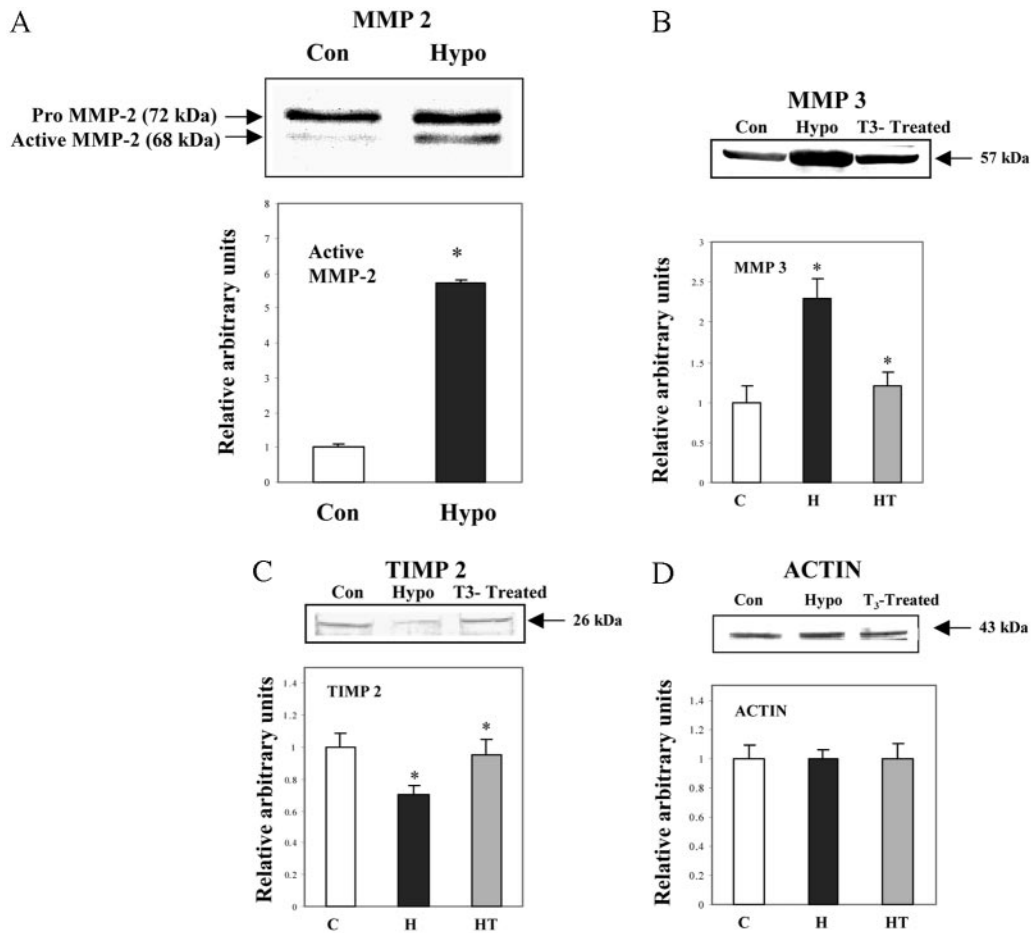 A
MMP 2
Con Hypo
Pro MMP-2 (72 kDa)
Active MMP-2 (68 kDa)
Relative arbitrary units
8
7
6
5
4
3
2
1
0
Active
MMP-2
*
Con Hypo
B
MMP 3
Con Hypo T3- Treated
57 kDa
Relative arbitrary units
3
2.5
2
1.5
1
0.5
0
MMP 3
*
*
C H HT
C
TIMP 2
Con Hypo T3- Treated
26 kDa
Relative arbitrary units
1.4
1.2
1
0.8
0.6
0.4
0.2
0
TIMP 2
*
*
C H HT
D
ACTIN
Con Hypo T₃-Treated
43 kDa
Relative arbitrary units
1.4
1.2
1
0.8
0.6
0.4
0.2
0
ACTIN
C H HT